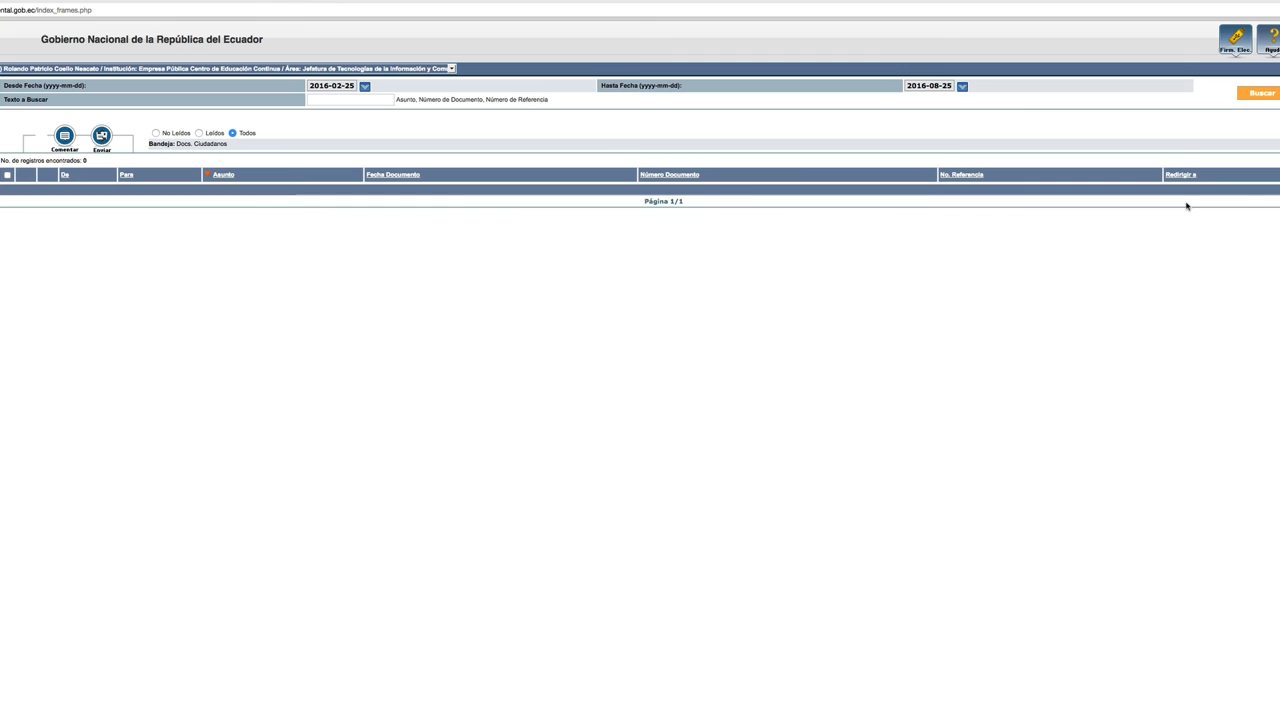 ntal.gob.ec/index_frames.php
Gobierno Nacional de la República del Ecuador
Firm. Elec.
) Rolando Patricio Coello Neacato / Institución: Empresa Pública Centro de Educación Continua / Área: Jefatura de Tecnologías de la Información y Com
Desde Fecha (yyyy-mm-dd): 2016-02-25 Hasta Fecha (yyyy-mm-dd): 2016-08-25
Texto a Buscar Asunto, Número de Documento, Número de Referencia Buscar
Comentar Enviar No Leídos Leídos Todos
Bandeja: Docs. Ciudadanos
No. de registros encontrados: 0
De Para Asunto Fecha Documento Número Documento No. Referencia Redirigir a
Página 1/1